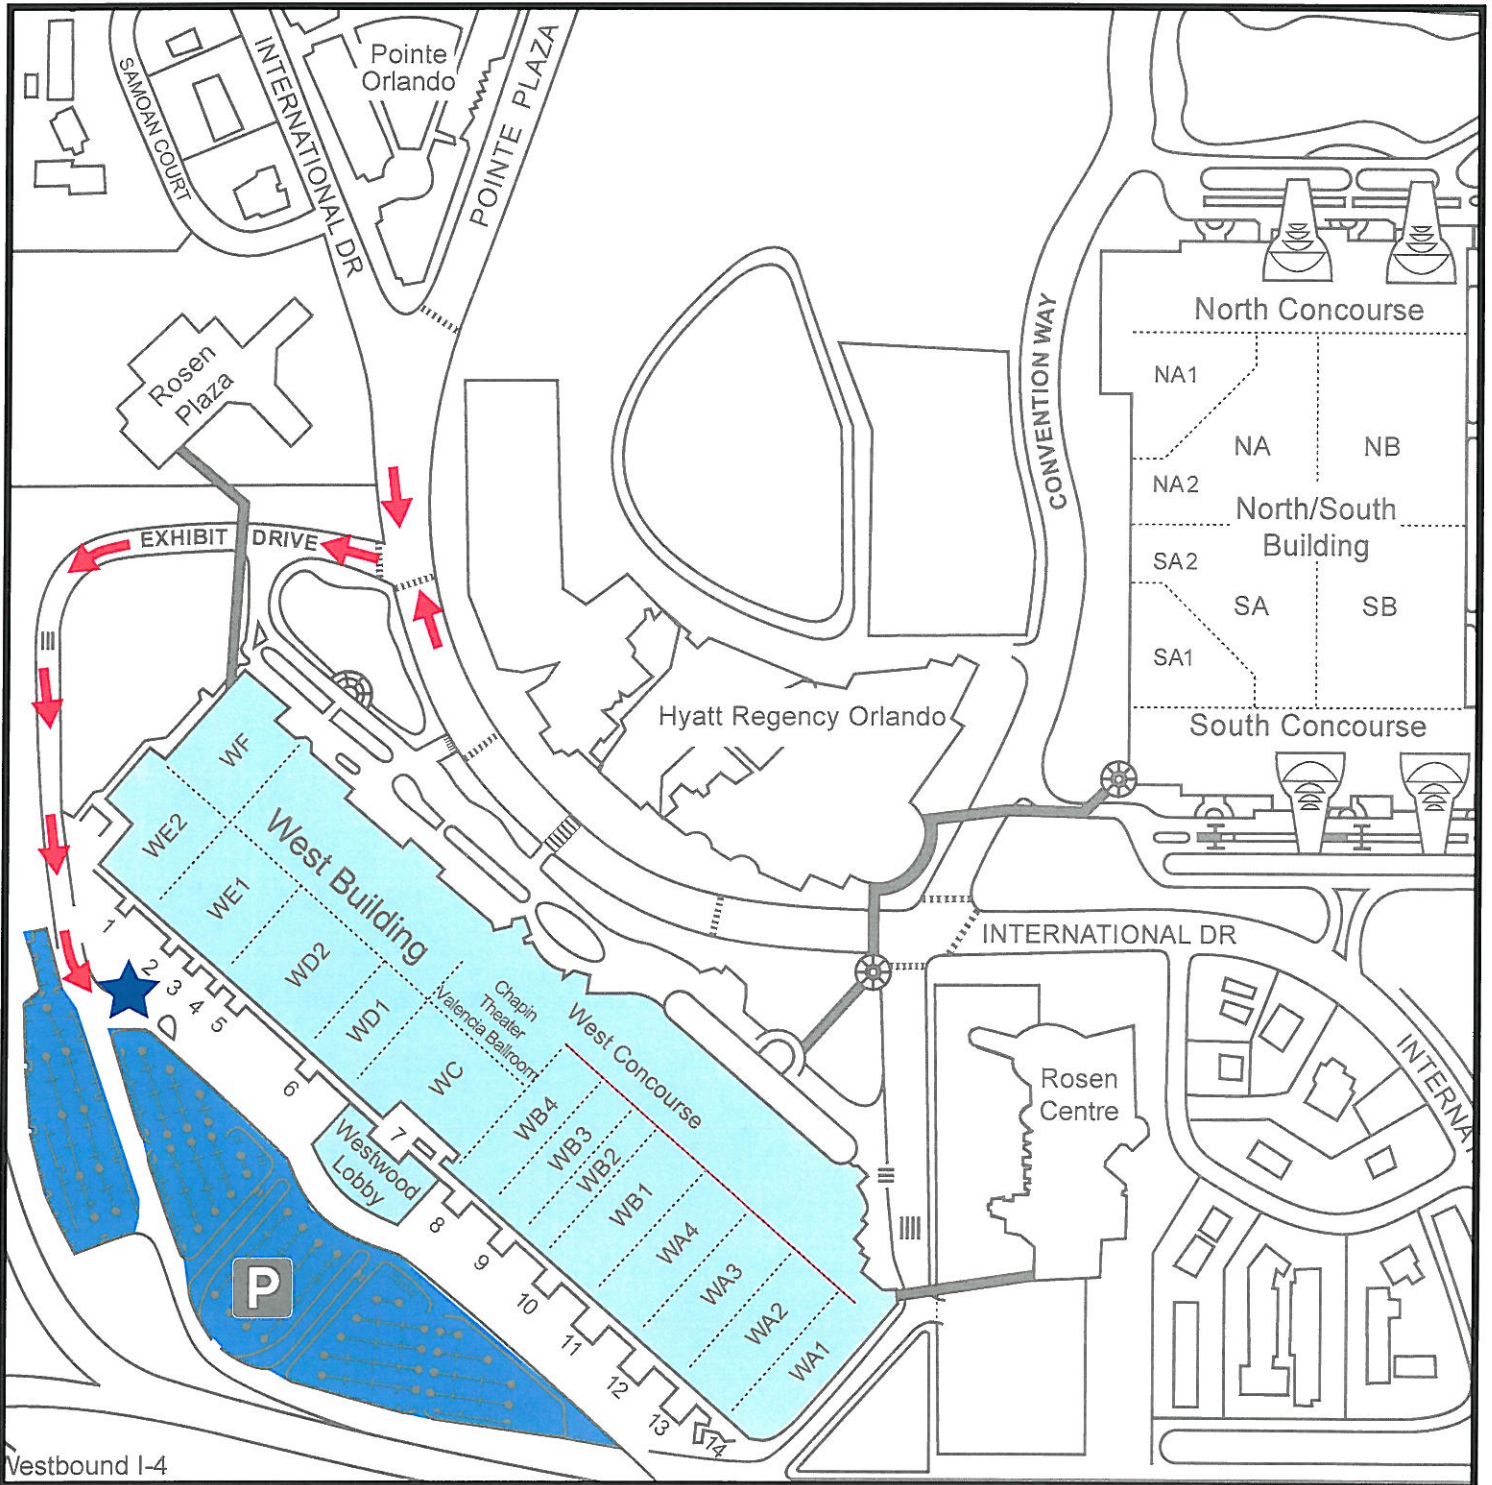 Pointe
Orlando
SAMOAN COURT
INTERNATIONAL DR
POINTE PLAZA
Rosen
Plaza
CONVENTION WAY
North Concourse
NA1
NA
NB
NA2
North/South
Building
SA2
SA
SB
SA1
South Concourse
EXHIBIT DRIVE
Hyatt Regency Orlando
WF
WE2
WE1
West Building
WD2
WD1
Chapin
Theater
Valencia Ballroom
West Concourse
WC
WB4
WB3
WB2
WB1
WA4
WA3
WA2
WA1
INTERNATIONAL DR
INTERNA
Rosen
Centre
1
2
3
4
5
6
7
Westwood
Lobby
8
9
10
11
12
13
14
P
Westbound I-4